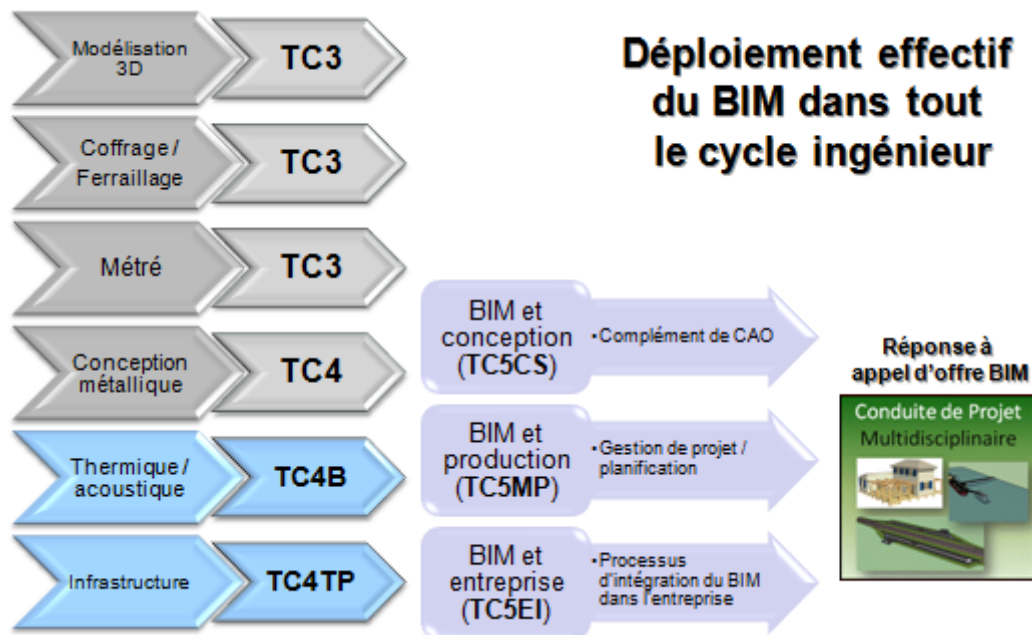 Déploiement effectif
du BIM dans tout
le cycle ingénieur
Modélisation
3D
TC3
Coffrage /
Ferraillage
TC3
Métré
TC3
Conception
métallique
TC4
Thermique /
acoustique
TC4B
Infrastructure
TC4TP
BIM et
conception
(TC5CS)
•Complément de CAO
BIM et
production
(TC5MP)
•Gestion de projet /
planification
BIM et
entreprise
(TC5EI)
•Processus
d'intégration du BIM
dans l'entreprise
Réponse à
appel d'offre BIM
Conduite de Projet
Multidisciplinaire